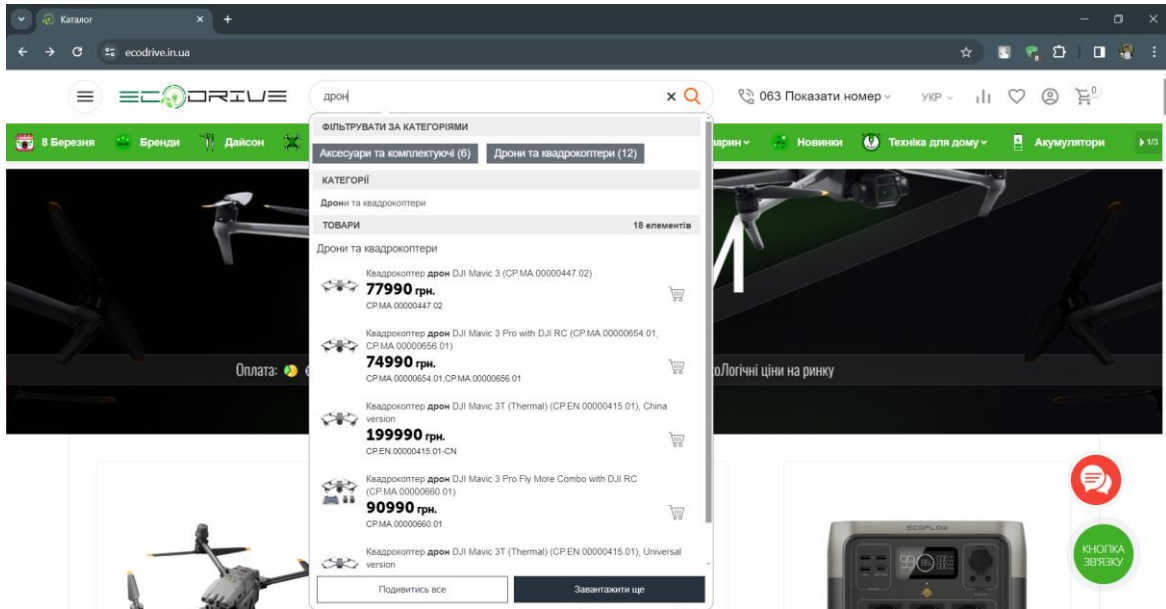 Каталог
ecodrive.in.ua
8
ECODRIVE
дрон
063 Показати номер
УКР
0
8 Березня
Бренди
Дайсон
Новинки
Техніка для дому
Акумулятори
1/3
ФІЛЬТРУВАТИ ЗА КАТЕГОРІЯМИ
Аксесуари та комплектуючі (6)
Дрони та квадрокоптери (12)
КАТЕГОРІЇ
Дрони та квадрокоптери
ТОВАРИ
18 елементів
Дрони та квадрокоптери
Квадрокоптер дрон DJI Mavic 3 (CP.MA.00000447.02)
77990 грн.
CP.MA.00000447.02
Квадрокоптер дрон DJI Mavic 3 Pro with DJI RC (CP.MA.00000654.01,
CP.MA.00000656.01)
74990 грн.
CP.MA.00000654.01,CP.MA.00000656.01
Квадрокоптер дрон DJI Mavic 3T (Thermal) (CP.EN.00000415.01), China
version
199990 грн.
CP.EN.00000415.01-CN
Квадрокоптер дрон DJI Mavic 3 Pro Fly More Combo with DJI RC
(CP.MA.00000660.01)
90990 грн.
CP.MA.00000660.01
Квадрокоптер дрон DJI Mavic 3T (Thermal) (CP.EN.00000415.01), Universal
version
Подивитись все
Завантажити ще
Оплата:
ціни на ринку
ECOFLOW
КНОПКА
ЗВ'ЯЗКУ